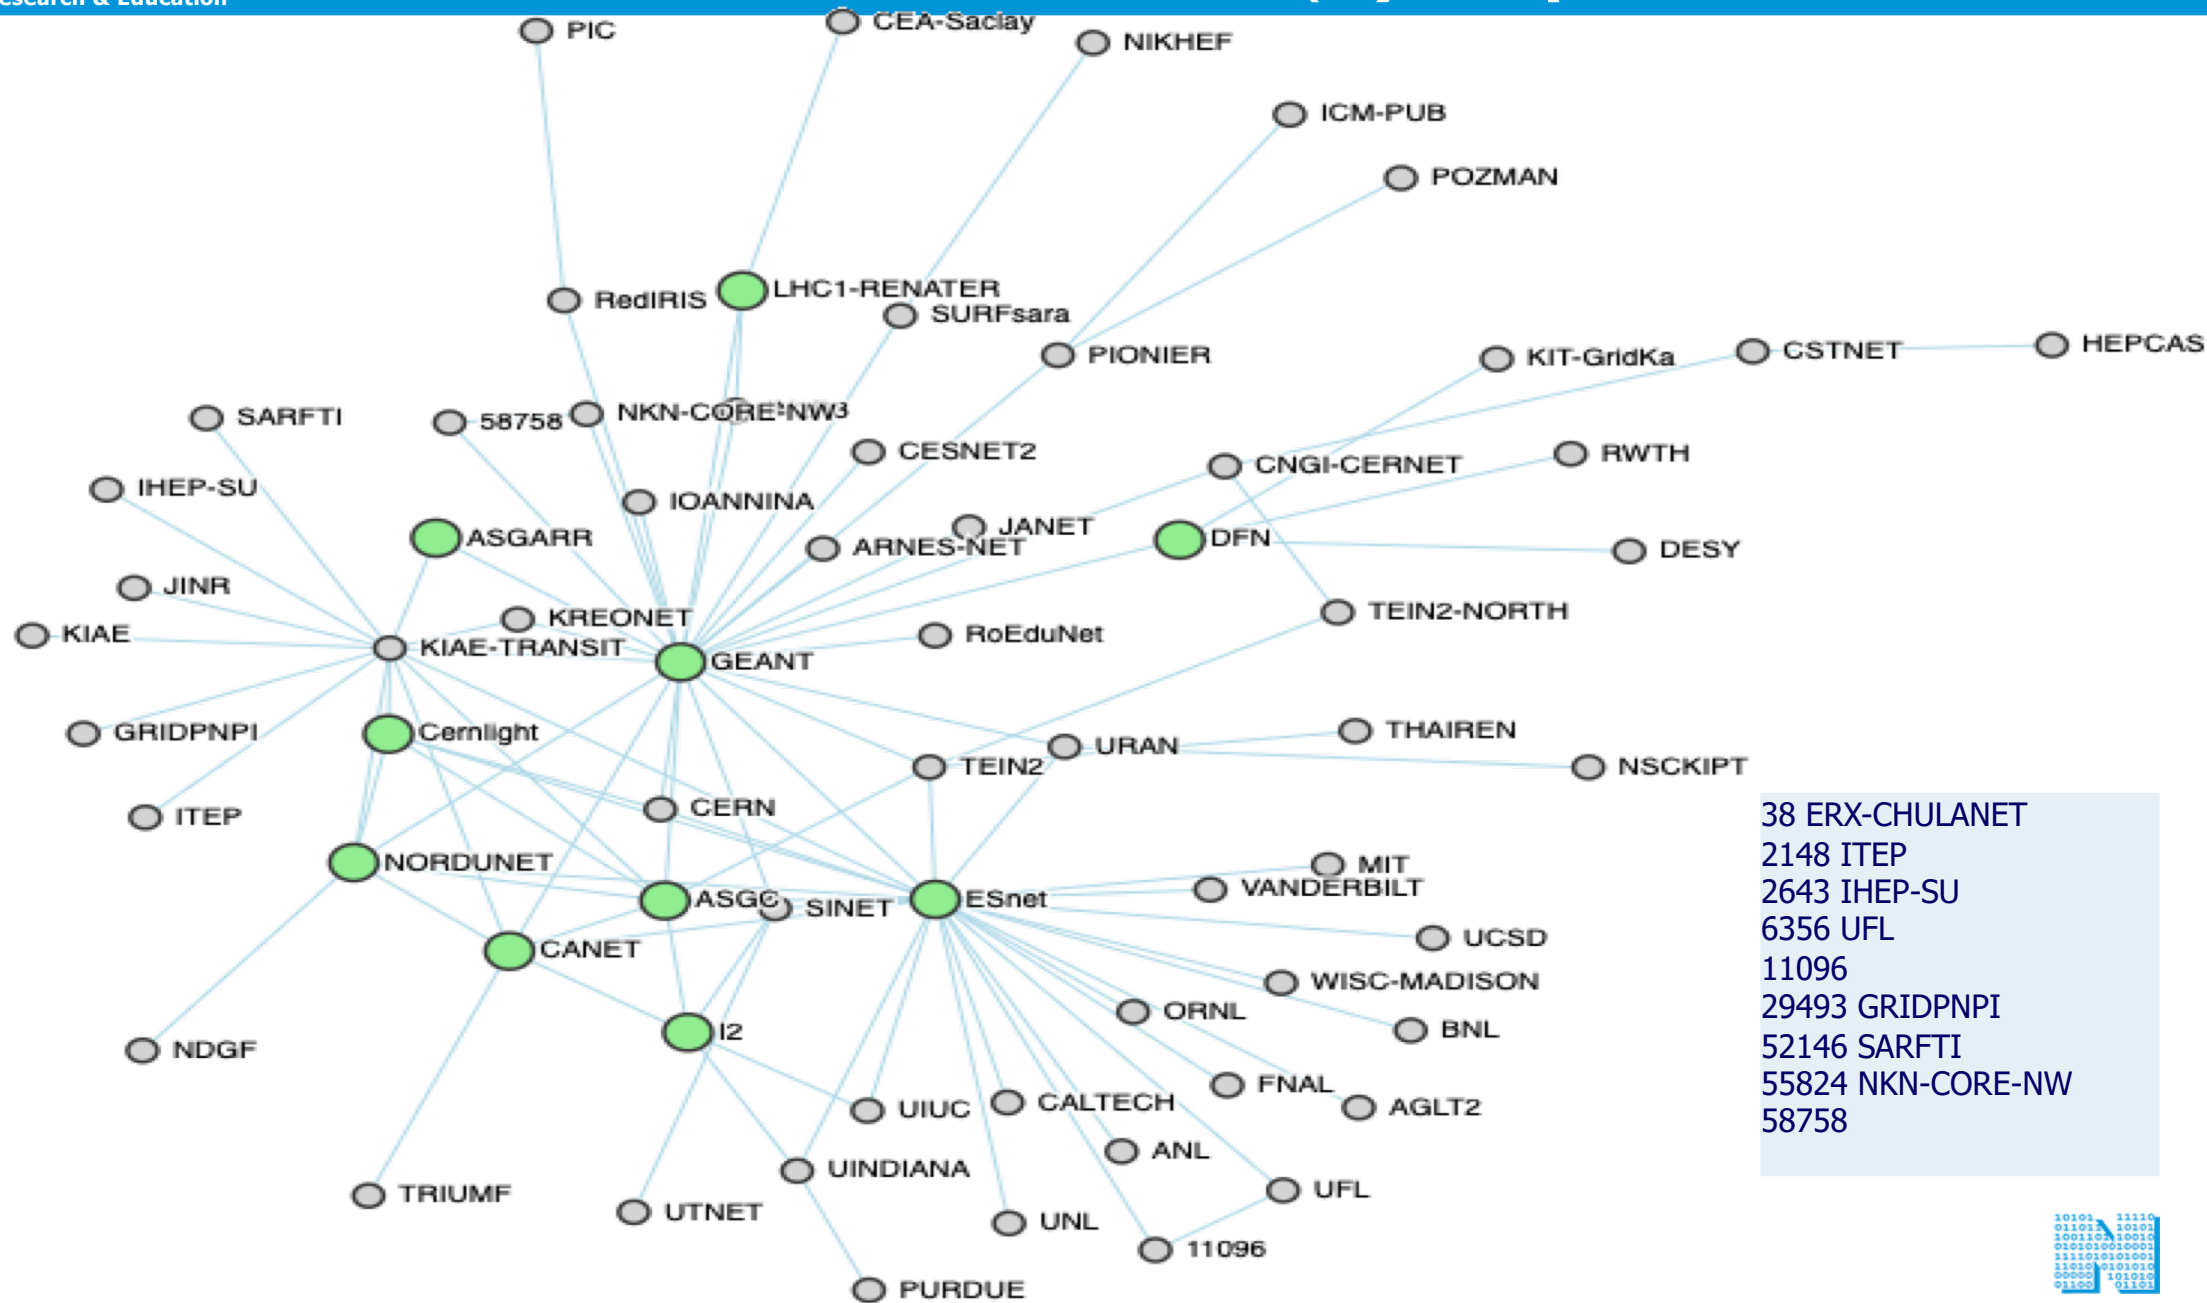 PIC
CEA-Saclay
NIKHEF
ICM-PUB
POZMAN
RedIRIS
LHC1-RENATER
SURFsara
PIONIER
KIT-GridKa
CSTNET
HEPCAS
SARFTI
58758
NKN-CORE-NW
CESNET2
CNGI-CERNET
RWTH
IHEP-SU
IOANNINA
ASGARR
JANET
ARNES-NET
DFN
DESY
JINR
KREONET
TEIN2-NORTH
KIAE
KIAE-TRANSIT
GEANT
RoEduNet
GRIDPNPI
Cernlight
THAIREN
URAN
TEIN2
NSCKIPT
ITEP
CERN
NORDUNET
MIT
VANDERBILT
ASGC
SINET
ESnet
UCSD
CANET
WISC-MADISON
ORNL
BNL
I2
NDGF
FNAL
UIUC
CALTECH
AGLT2
ANL
UINDIANA
TRIUMF
UTNET
UFL
UNL
11096
PURDUE
38 ERX-CHULANET
2148 ITEP
2643 IHEP-SU
6356 UFL
11096
29493 GRIDPNPI
52146 SARFTI
55824 NKN-CORE-NW
58758